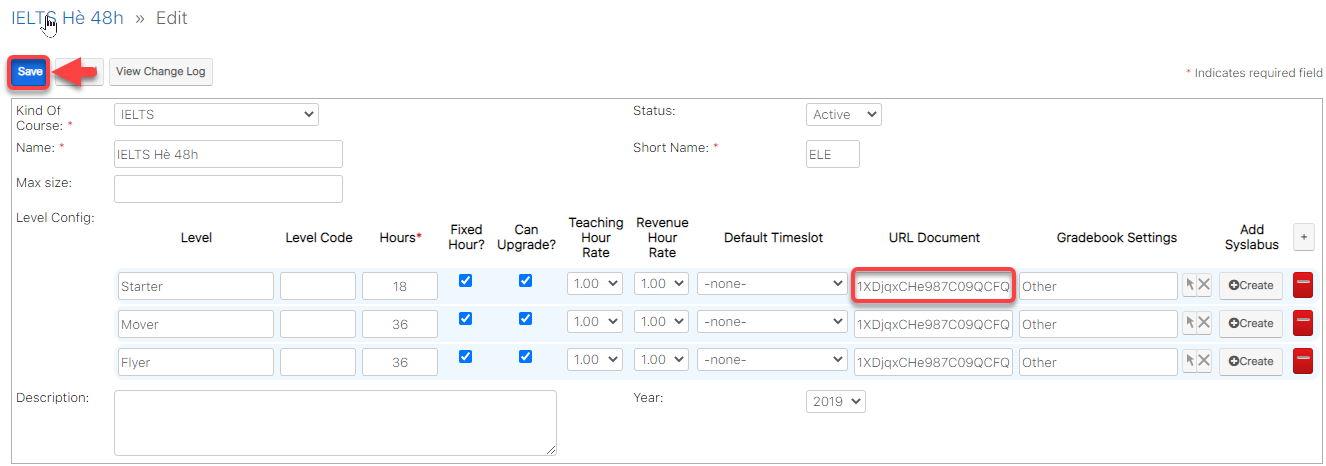 IELTS Hè 48h » Edit
Save View Change Log * Indicates required field
Kind Of Course: * IELTS Status: Active
Name: * IELTS Hè 48h Short Name: * ELE
Max size:
Level Config:
Level Level Code Hours* Fixed Hour? Can Upgrade? Teaching Hour Rate Revenue Hour Rate Default Timeslot URL Document Gradebook Settings Add Syslabus +
Starter 18 1.00 1.00 -none- 1XDjqxCHe987C09QCFQ Other Create
Mover 36 1.00 1.00 -none- 1XDjqxCHe987C09QCFQ Other Create
Flyer 36 1.00 1.00 -none- 1XDjqxCHe987C09QCFQ Other Create
Description: Year: 2019